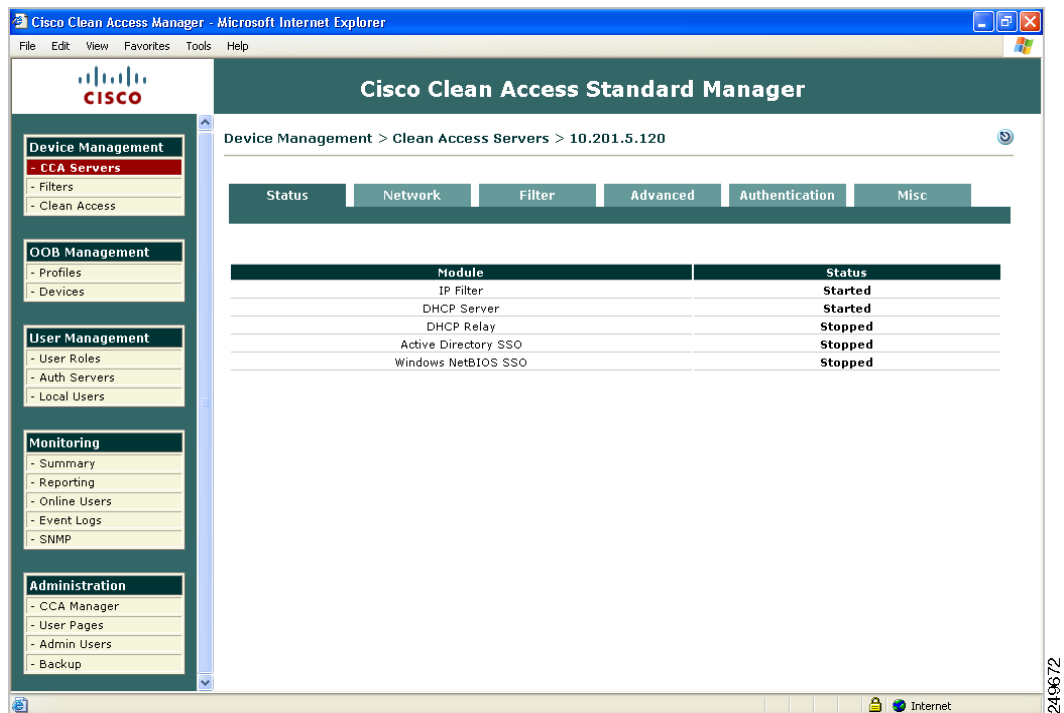 Cisco Clean Access Manager - Microsoft Internet Explorer
File Edit View Favorites Tools Help
CISCO
Cisco Clean Access Standard Manager
Device Management > Clean Access Servers > 10.201.5.120
Device Management
- CCA Servers
- Filters
- Clean Access
OOB Management
- Profiles
- Devices
User Management
- User Roles
- Auth Servers
- Local Users
Monitoring
- Summary
- Reporting
- Online Users
- Event Logs
- SNMP
Administration
- CCA Manager
- User Pages
- Admin Users
- Backup
Status Network Filter Advanced Authentication Misc
Module Status
IP Filter Started
DHCP Server Started
DHCP Relay Stopped
Active Directory SSO Stopped
Windows NetBIOS SSO Stopped
Internet
249672